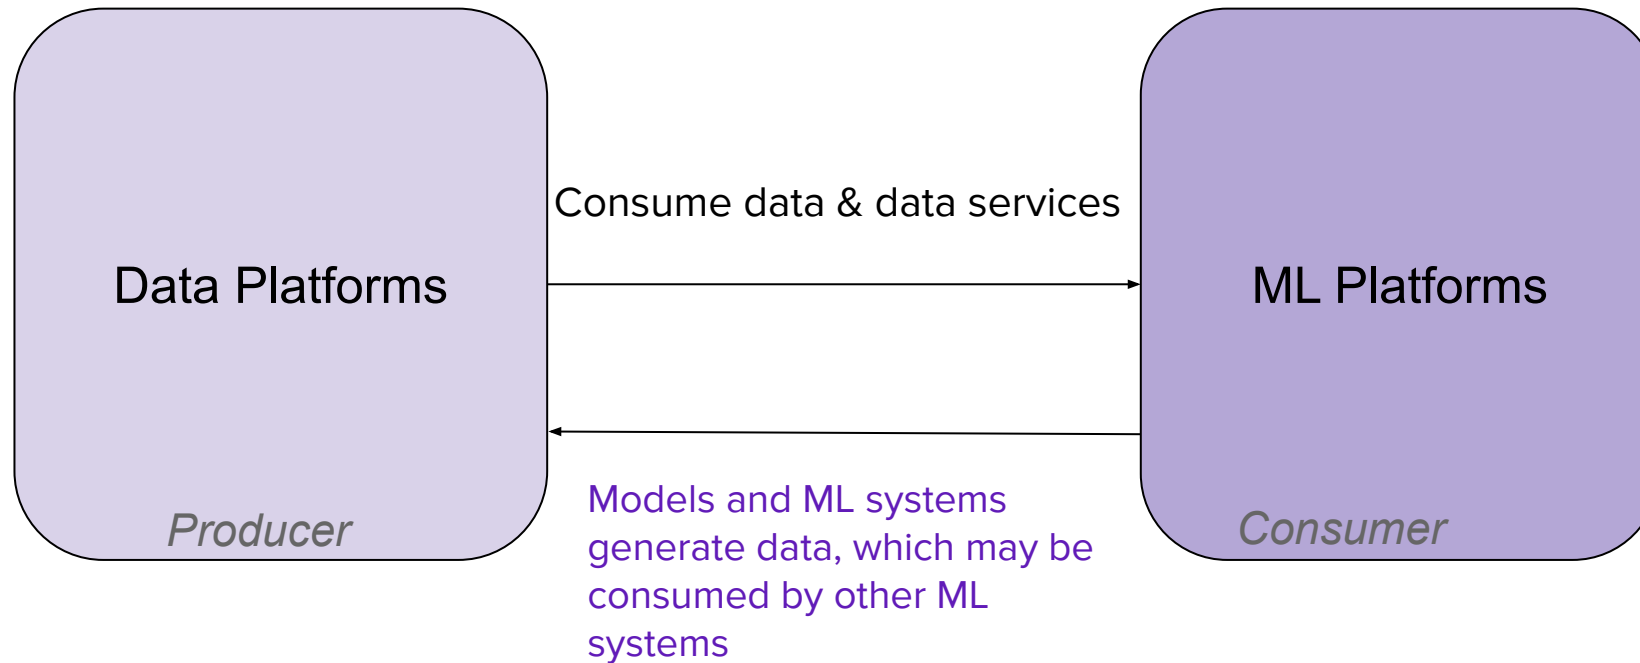 Consume data & data services
Data Platforms
ML Platforms
Producer
Models and ML systems
generate data, which may be
consumed by other ML
systems
Consumer